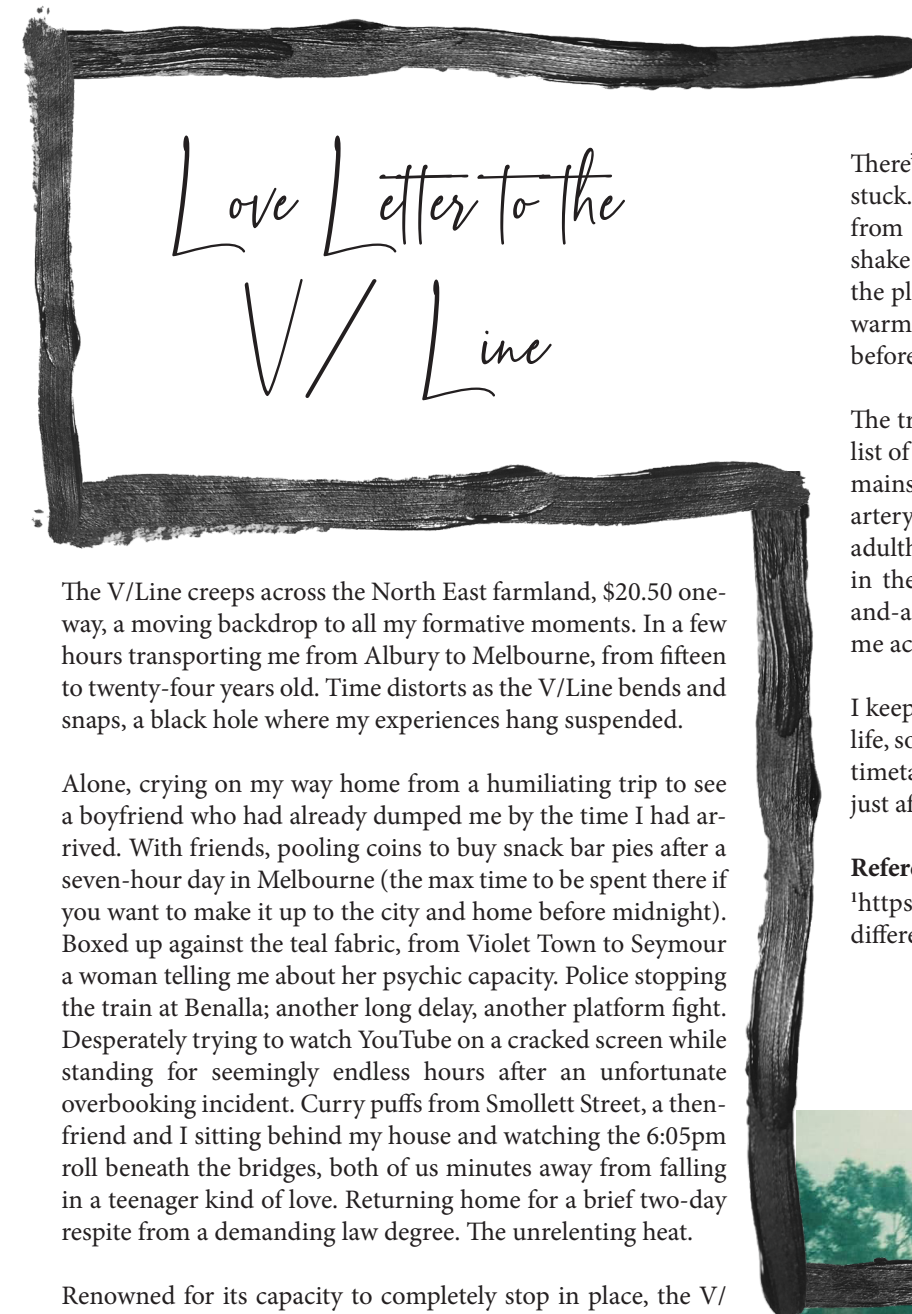 Love Letter to the
V/ Line
The V/Line creeps across the North East farmland, $20.50 one-
way, a moving backdrop to all my formative moments. In a few
hours transporting me from Albury to Melbourne, from fifteen
to twenty-four years old. Time distorts as the V/Line bends and
snaps, a black hole where my experiences hang suspended.
Alone, crying on my way home from a humiliating trip to see
a boyfriend who had already dumped me by the time I had ar-
rived. With friends, pooling coins to buy snack bar pies after a
seven-hour day in Melbourne (the max time to be spent there if
you want to make it up to the city and home before midnight).
Boxed up against the teal fabric, from Violet Town to Seymour
a woman telling me about her psychic capacity. Police stopping
the train at Benalla; another long delay, another platform fight.
Desperately trying to watch YouTube on a cracked screen while
standing for seemingly endless hours after an unfortunate
overbooking incident. Curry puffs from Smollett Street, a then-
friend and I sitting behind my house and watching the 6:05pm
roll beneath the bridges, both of us minutes away from falling
in a teenager kind of love. Returning home for a brief two-day
respite from a demanding law degree. The unrelenting heat.
Renowned for its capacity to completely stop in place, the V/
There
stuck.
from
shake
the pl
warm
before
The tr
list of
mains
artery
adulth
in the
and-a
me ac
I keep
life, so
timeta
just af
Refere
¹https
differe